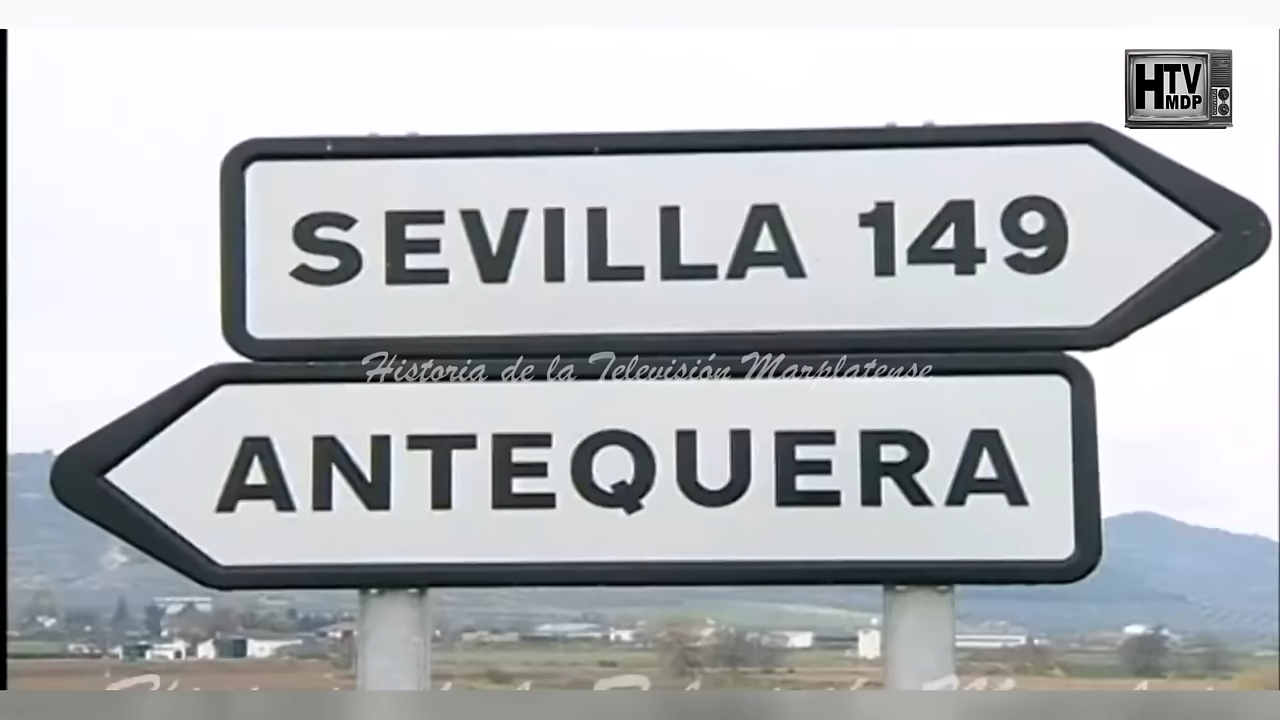 HTV
MDP
SEVILLA 149
Historia de la Televisión Marplatense
ANTEQUERA